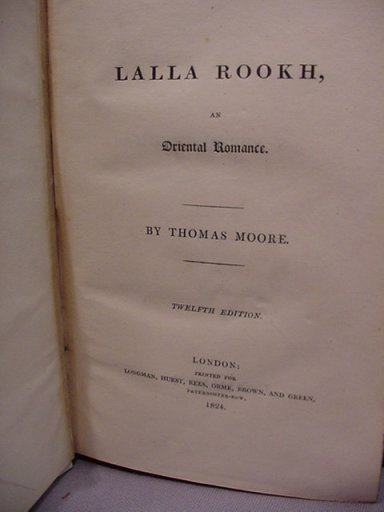 LALLA ROOKH,
AN
Oriental Romance.
BY THOMAS MOORE.
TWELFTH EDITION.
LONDON:
PRINTED FOR
LONGMAN, HURST, REES, ORME, BROWN, AND GREEN,
PATERNOSTER-ROW.
1824.